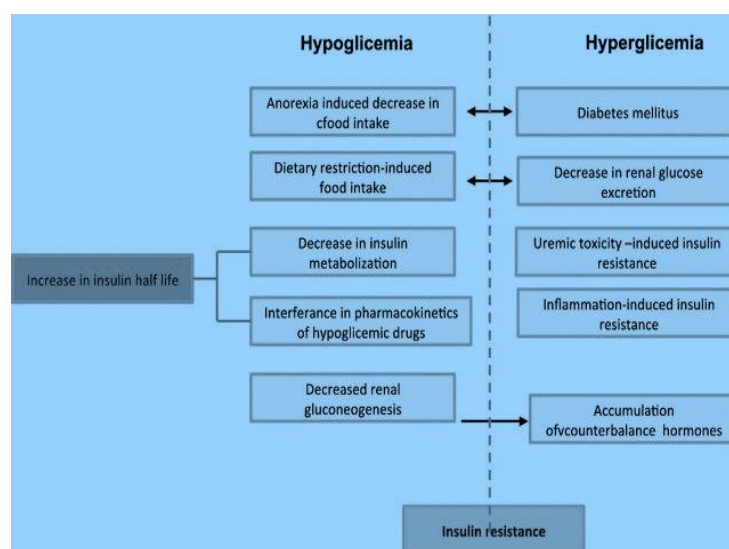 Hypoglicemia
Hyperglicemia
Anorexia induced decrease in
cfood intake
Diabetes mellitus
Dietary restriction-induced
food intake
Decrease in renal glucose
excretion
Increase in insulin half life
Decrease in insulin
metabolization
Uremic toxicity –induced insulin
resistance
Interferance in pharmacokinetics
of hypoglicemic drugs
Inflammation-induced insulin
resistance
Decreased renal
gluconeogenesis
Accumulation
ofvcounterbalance hormones
Insulin resistance